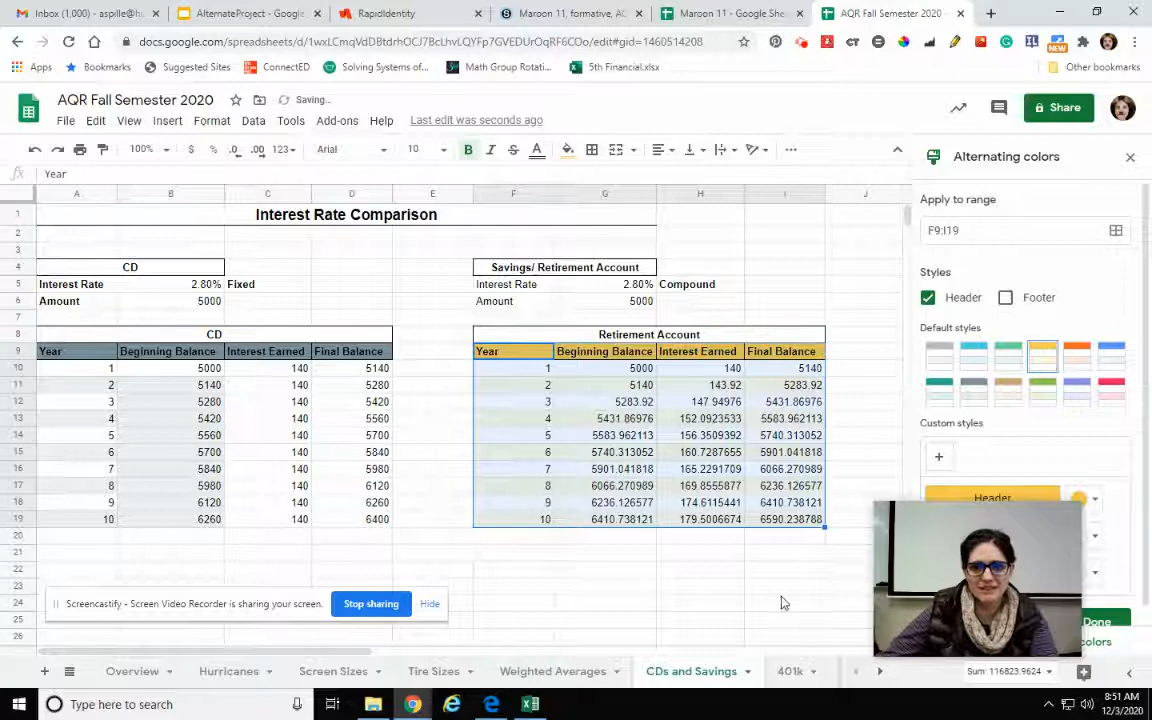 Inbox (1,000) - aspille@h
AlternateProject - Google
RapidIdentity
Maroon 11, formative, AC
Maroon 11 - Google She
AQR Fall Semester 2020
docs.google.com/spreadsheets/d/1wxLCmqVdDBtdrhOCJ7BcLhvLQYFp7GVEDUrOqRF6COo/edit#gid=1460514208
Apps
Bookmarks
Suggested Sites
ConnectED
Solving Systems of...
Math Group Rotati...
5th Financial.xlsx
Other bookmarks
AQR Fall Semester 2020
Saving...
File Edit View Insert Format Data Tools Add-ons Help Last edit was seconds ago
Share
100% $ % .0 .00 123 Arial 10 B I S A
Alternating colors
fx Year
A B C D E F G H I J
1 Interest Rate Comparison
2
3
4 CD Savings/ Retirement Account
5 Interest Rate 2.80% Fixed Interest Rate 2.80% Compound
6 Amount 5000 Amount 5000
7
8 CD Retirement Account
9 Year Beginning Balance Interest Earned Final Balance Year Beginning Balance Interest Earned Final Balance
10 1 5000 140 5140 1 5000 140 5140
11 2 5140 140 5280 2 5140 143.92 5283.92
12 3 5280 140 5420 3 5283.92 147.94976 5431.86976
13 4 5420 140 5560 4 5431.86976 152.0923533 5583.962113
14 5 5560 140 5700 5 5583.962113 156.3509392 5740.313052
15 6 5700 140 5840 6 5740.313052 160.7287655 5901.041818
16 7 5840 140 5980 7 5901.041818 165.2291709 6066.270989
17 8 5980 140 6120 8 6066.270989 169.8555877 6236.126577
18 9 6120 140 6260 9 6236.126577 174.6115441 6410.738121
19 10 6260 140 6400 10 6410.738121 179.5006674 6590.238788
20
21
22
23
24
25
26
Apply to range
F9:I19
Styles
Header
Footer
Default styles
Custom styles
+
Header
Done
colors
Screencastify - Screen Video Recorder is sharing your screen.
Stop sharing
Hide
Overview
Hurricanes
Screen Sizes
Tire Sizes
Weighted Averages
CDs and Savings
401k
Sum: 116823.9624
Type here to search
8:51 AM
12/3/2020
NEW